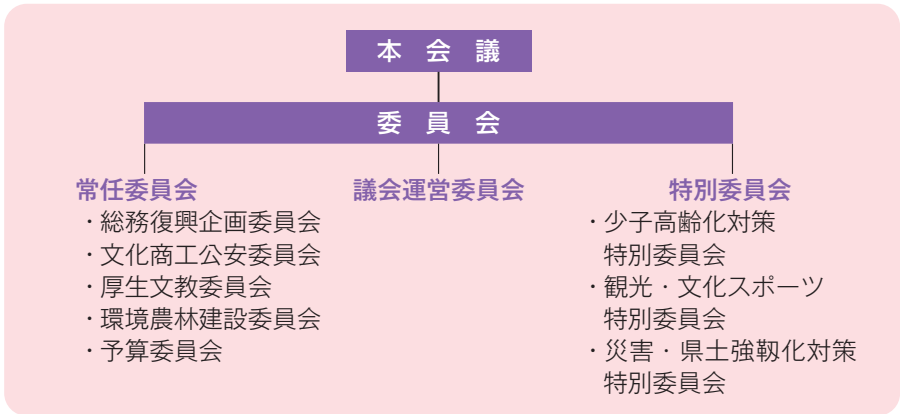 本会議
委員会
常任委員会
・総務復興企画委員会
・文化商工公安委員会
・厚生文教委員会
・環境農林建設委員会
・予算委員会
議会運営委員会
特別委員会
・少子高齢化対策
特別委員会
・観光・文化スポーツ
特別委員会
・災害・県土強靱化対策
特別委員会